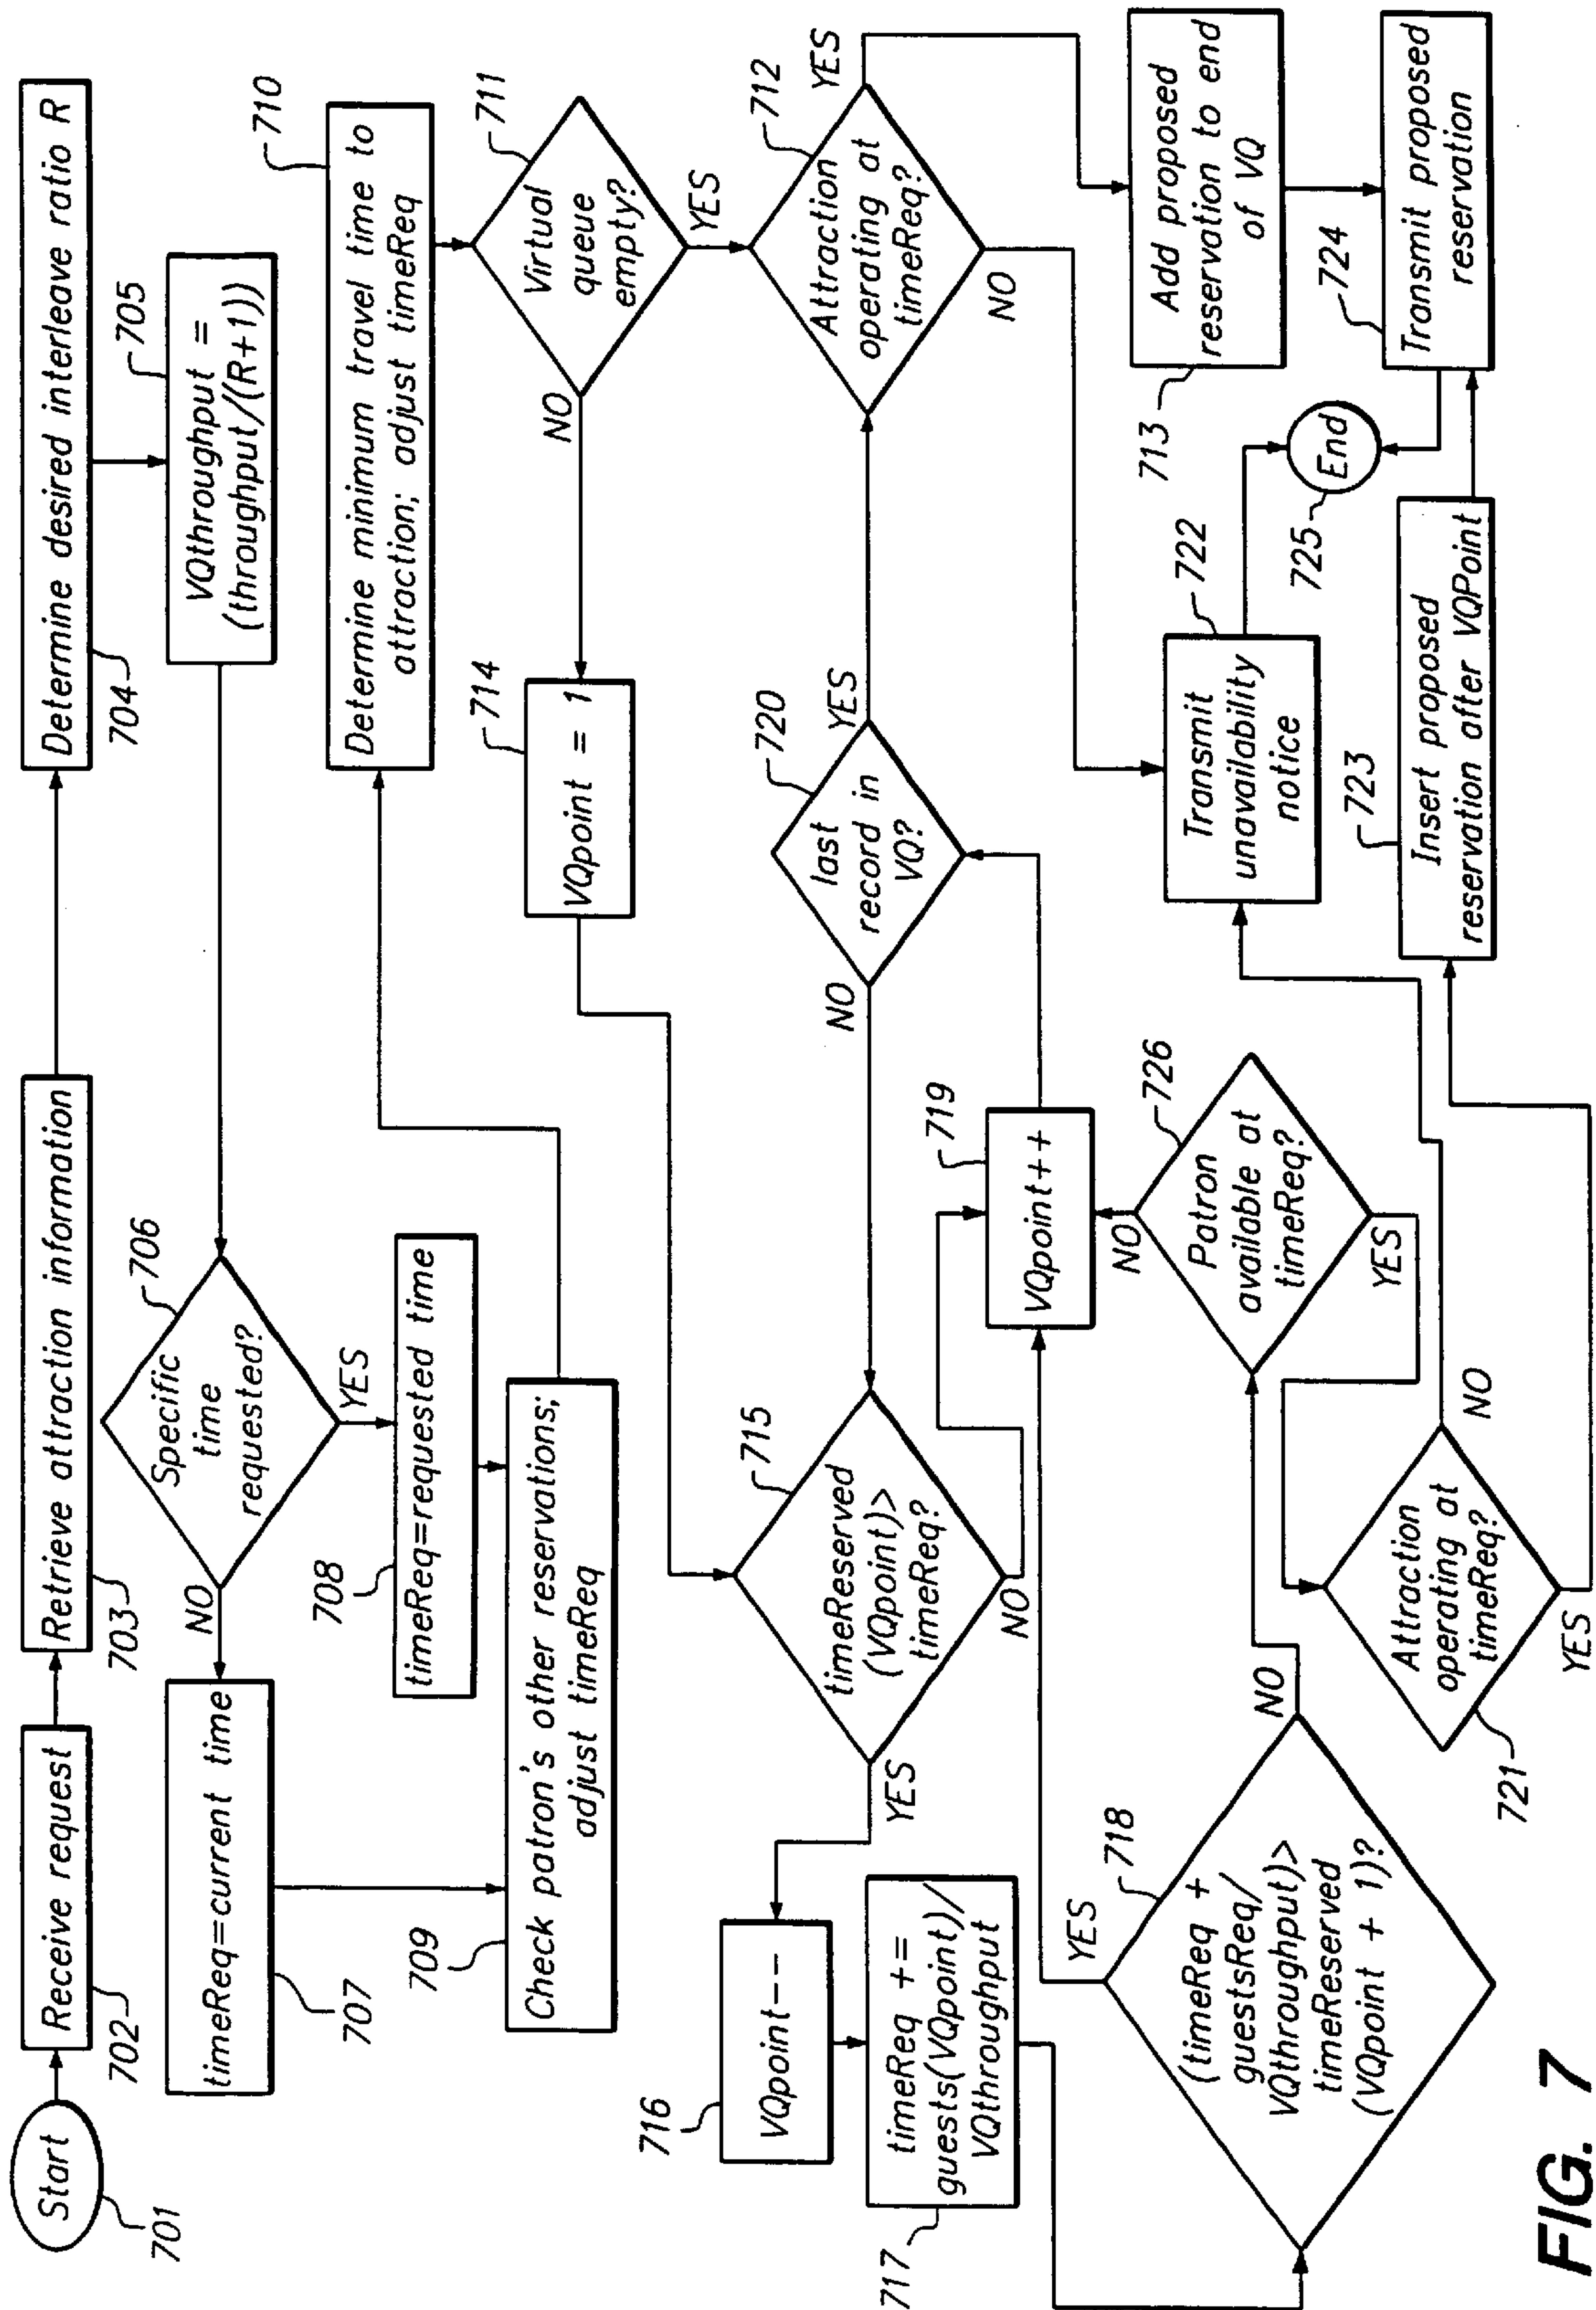 Start
701
Receive request
702
Retrieve attraction information
703
Determine desired interleave ratio R
704
VQthroughput =
(throughput/(R+1))
705
Specific
time
requested?
706
NO
YES
timeReq=current time
707
timeReq=requested time
708
Check patron's other reservations;
adjust timeReq
709
Determine minimum travel time to
attraction; adjust timeReq
710
Virtual
queue
empty?
711
NO
YES
VQpoint = 1
714
Attraction
operating at
timeReq?
712
YES
NO
Add proposed
reservation to end
of VQ
713
Transmit proposed
reservation
724
End
725
last
record in
VQ?
720
NO
YES
Transmit
unavailability
notice
722
Insert proposed
reservation after VQPoint
723
timeReserved
(VQpoint)>
timeReq?
715
YES
NO
VQpoint++
719
VQpoint--
716
timeReq +=
guests(VQpoint)/
VQthroughput
717
(timeReq +
guestsReq/
VQthroughput)>
timeReserved
(VQpoint + 1)?
718
YES
NO
Patron
available at
timeReq?
726
NO
YES
Attraction
operating at
timeReq?
721
NO
YES
FIG. 7